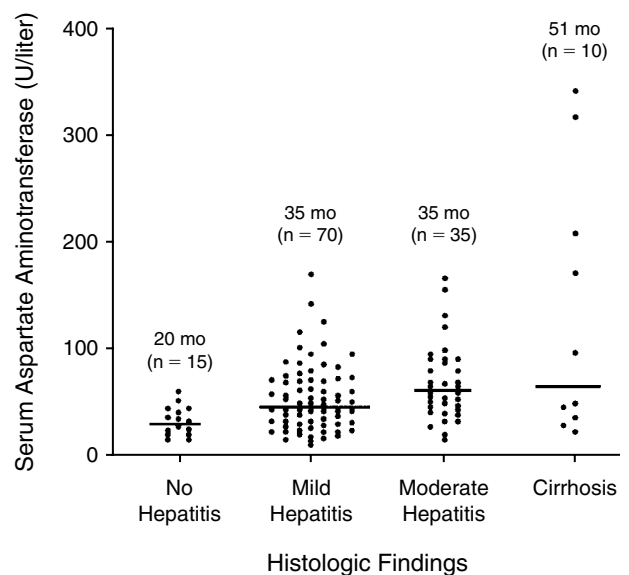 Serum Aspartate Aminotransferase (U/liter)
400
300
200
100
0
20 mo
(n = 15)
35 mo
(n = 70)
35 mo
(n = 35)
51 mo
(n = 10)
No
Hepatitis
Mild
Hepatitis
Moderate
Hepatitis
Cirrhosis
Histologic Findings